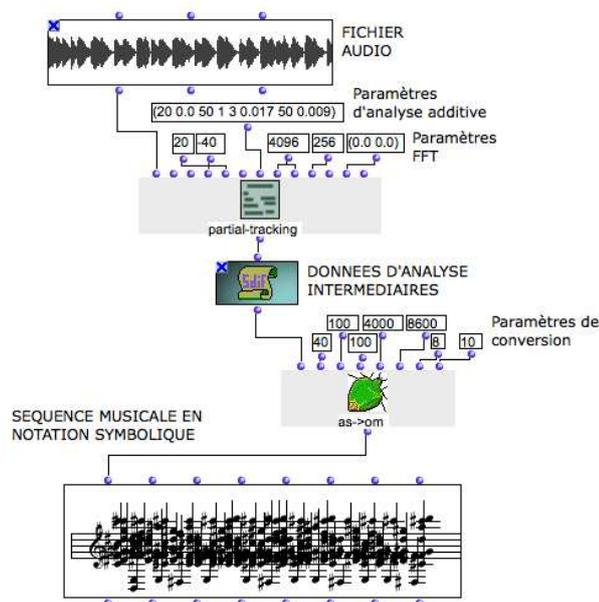 FICHIER
AUDIO
Paramètres
d'analyse additive
(20 0.0 50 1 3 0.017 50 0.009)
Paramètres
FFT
20 -40 4096 256 (0.0 0.0)
partial-tracking
Sdif
DONNEES D'ANALYSE
INTERMEDIAIRES
100 4000 8600
Paramètres de
conversion
40 100 8 10
as->om
SEQUENCE MUSICALE EN
NOTATION SYMBOLIQUE